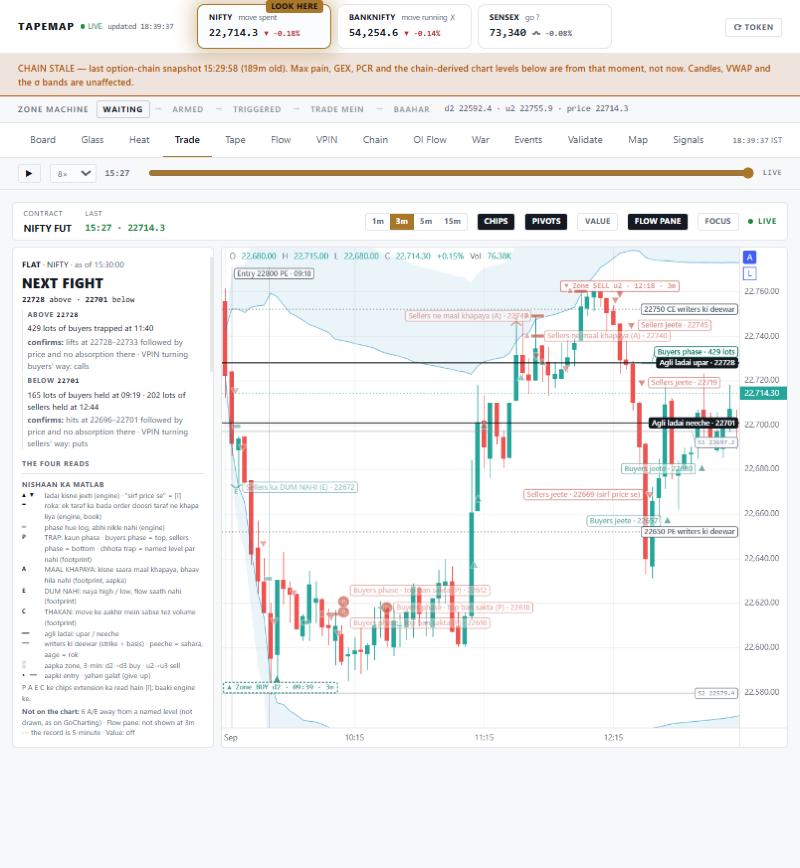 TAPEMAP
LIVE updated 18:39:37
LOOK HERE
NIFTY move spent
22,714.3 ▼ -0.18%
BANKNIFTY move running X
54,254.6 ▼ -0.14%
SENSEX go ?
73,340 -0.08%
TOKEN
CHAIN STALE — last option-chain snapshot 15:29:58 (189m old). Max pain, GEX, PCR and the chain-derived chart levels below are from that moment, not now. Candles, VWAP and
the σ bands are unaffected.
ZONE MACHINE WAITING → ARMED → TRIGGERED → TRADE MEIN → BAAHAR d2 22592.4 · u2 22755.9 · price 22714.3
Board Glass Heat Trade Tape Flow VPIN Chain OI Flow War Events Validate Map Signals 18:39:37 IST
8× 15:27 LIVE
CONTRACT
NIFTY FUT
LAST
15:27 · 22714.3
1m 3m 5m 15m CHIPS PIVOTS VALUE FLOW PANE FOCUS LIVE
FLAT · NIFTY · as of 15:30:00
NEXT FIGHT
22728 above · 22701 below
ABOVE 22728
429 lots of buyers trapped at 11:40
confirms: lifts at 22728–22733 followed by
price and no absorption there · VPIN turning
buyers' way: calls
BELOW 22701
165 lots of buyers held at 09:19 · 202 lots of
sellers held at 12:44
confirms: hits at 22696–22701 followed by
price and no absorption there · VPIN turning
sellers' way: puts
THE FOUR READS
NISHAAN KA MATLAB
▲ ▼ ladai kisne jeeti (engine) · "sirf price se" = [I]
roka: ek taraf ka bada order doosri taraf ne khapa
liya (engine, book)
phase hue log, abhi nikle nahi (engine)
P TRAP: kaun phasa · buyers phase = top, sellers
phase = bottom · chhota trap = named level par
nahi (footprint)
A MAAL KHAPAYA: kisne saara maal khapaya, bhaav
hila nahi (footprint, aapka)
E DUM NAHI: naya high / low, flow saath nahi
(footprint)
C THAKAN: move ke aakhir mein sabse tez volume
(footprint)
agli ladai: upar / neeche
writers ki deewar (strike + basis) · peeche = sahara,
aage = rok
aapka zone, 3-min: d2→d3 buy · u2→u3 sell
aapki entry · yahan galat (give up)
P A E C ke chips extension ka read hain [I]; baaki engine
ke.
Not on the chart: 6 A/E away from a named level (not
drawn, as on GoCharting) · Flow pane: not shown at 3m
— the record is 5-minute · Value: off
O 22,680.00 H 22,715.00 L 22,680.00 C 22,714.30 +0.15% Vol 76.38K
A
L
Entry 22800 PE · 09:18
▼ Zone SELL u2 · 12:18 · 3m
22,760.00
22750 CE writers ki deewar
Sellers ne maal khapaya (A)
Sellers jeete · 22745
22,740.00
Sellers ne maal khapaya (A) · 22740
Buyers phase · 429 lots
Agli ladai upar · 22728
22,720.00
Sellers jeete · 22719
22,714.30
Agli ladai neeche · 22701
22,700.00
S1
Buyers jeete
22,680.00
Sellers ka DUM NAHI (E) · 22672
Sellers jeete · 22669 (sirf price se)
22,660.00
Buyers jeete
22650 PE writers ki deewar
22,640.00
22,620.00
22,600.00
▲ Zone BUY d2 · 09:39 · 3m
S2 22579.4
22,580.00
Sep 10:15 11:15 12:15